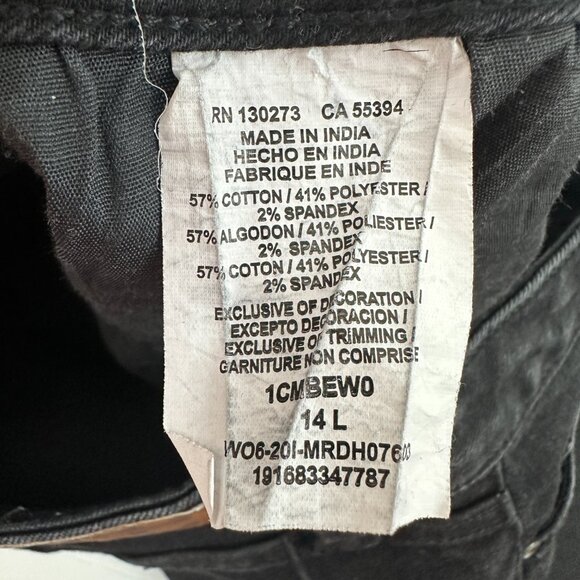 RN 130273 CA 55394
MADE IN INDIA
HECHO EN INDIA
FABRIQUE EN INDE
57% COTTON / 41% POLYESTER /
2% SPANDEX
57% ALGODON / 41% POLIESTER /
2% SPANDEX
57% COTON / 41% POLYESTER /
2% SPANDEX
EXCLUSIVE OF DECORATION /
EXCEPTO DECORACION /
EXCLUSIVE OF TRIMMING
GARNITURE NON COMPRISE
1CMBEW0
14 L
191683347787